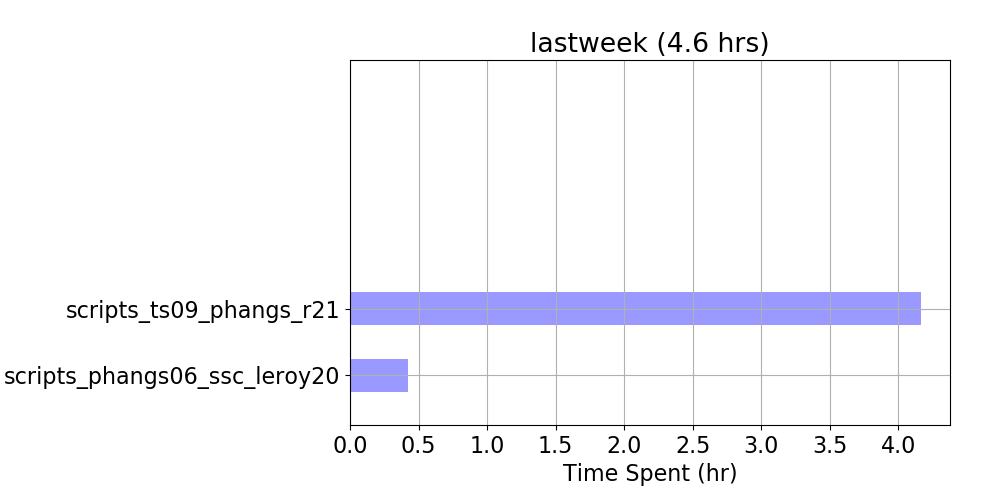 lastweek (4.6 hrs)
scripts_ts09_phangs_r21
scripts_phangs06_ssc_leroy20
0.0 0.5 1.0 1.5 2.0 2.5 3.0 3.5 4.0
Time Spent (hr)